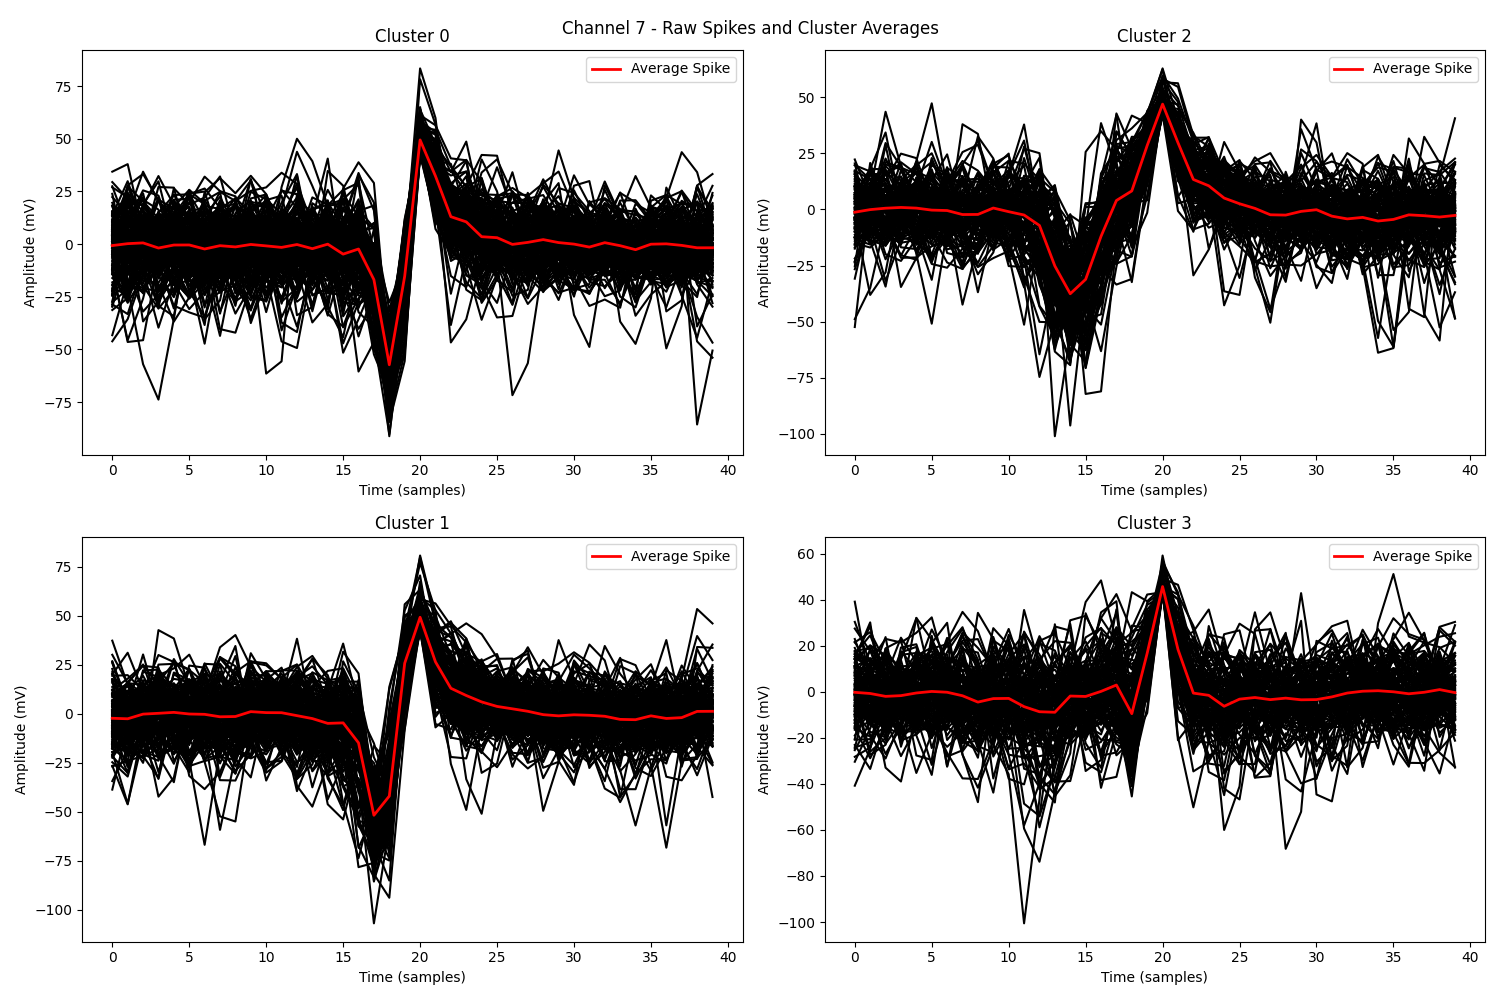 Channel 7 - Raw Spikes and Cluster Averages
Cluster 0
Average Spike
75
50
25
0
−25
−50
−75
Amplitude (mV)
0 5 10 15 20 25 30 35 40
Time (samples)
Cluster 2
Average Spike
50
25
0
−25
−50
−75
−100
Amplitude (mV)
0 5 10 15 20 25 30 35 40
Time (samples)
Cluster 1
Average Spike
75
50
25
0
−25
−50
−75
−100
Amplitude (mV)
0 5 10 15 20 25 30 35 40
Time (samples)
Cluster 3
Average Spike
60
40
20
0
−20
−40
−60
−80
−100
Amplitude (mV)
0 5 10 15 20 25 30 35 40
Time (samples)